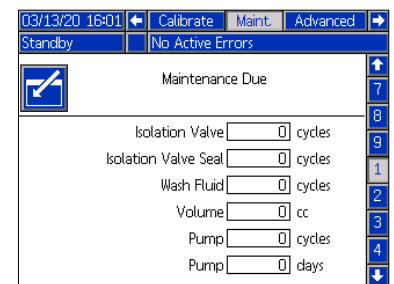 03/13/20 16:01 Calibrate Maint. Advanced
Standby No Active Errors
Maintenance Due
7
8
9
1
2
3
4
Isolation Valve 0 cycles
Isolation Valve Seal 0 cycles
Wash Fluid 0 cycles
Volume 0 cc
Pump 0 cycles
Pump 0 days